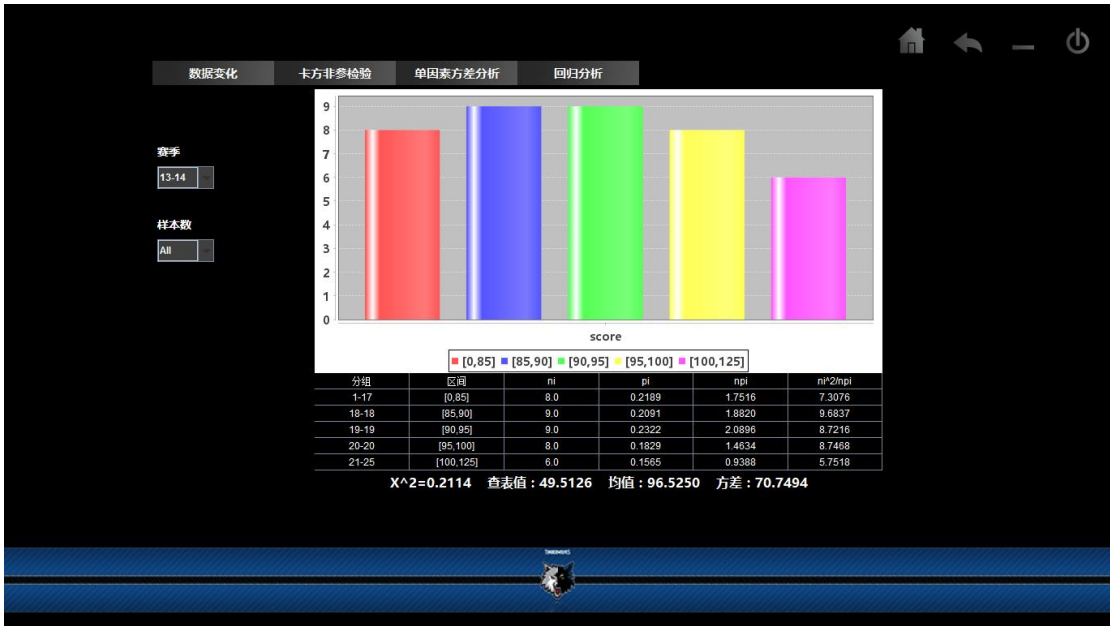 数据变化 卡方非参检验 单因素方差分析 回归分析
赛季
13-14
样本数
All
9
8
7
6
5
4
3
2
1
0
score
[0,85] [85,90] [90,95] [95,100] [100,125]
分组 区间 ni pi npi ni^2/npi
1-17 [0,85] 8.0 0.2189 1.7516 7.3076
18-18 [85,90] 9.0 0.2091 1.8820 9.6837
19-19 [90,95] 9.0 0.2322 2.0896 8.7216
20-20 [95,100] 8.0 0.1829 1.4634 8.7468
21-25 [100,125] 6.0 0.1565 0.9388 5.7518
X^2=0.2114 查表值：49.5126 均值：96.5250 方差：70.7494